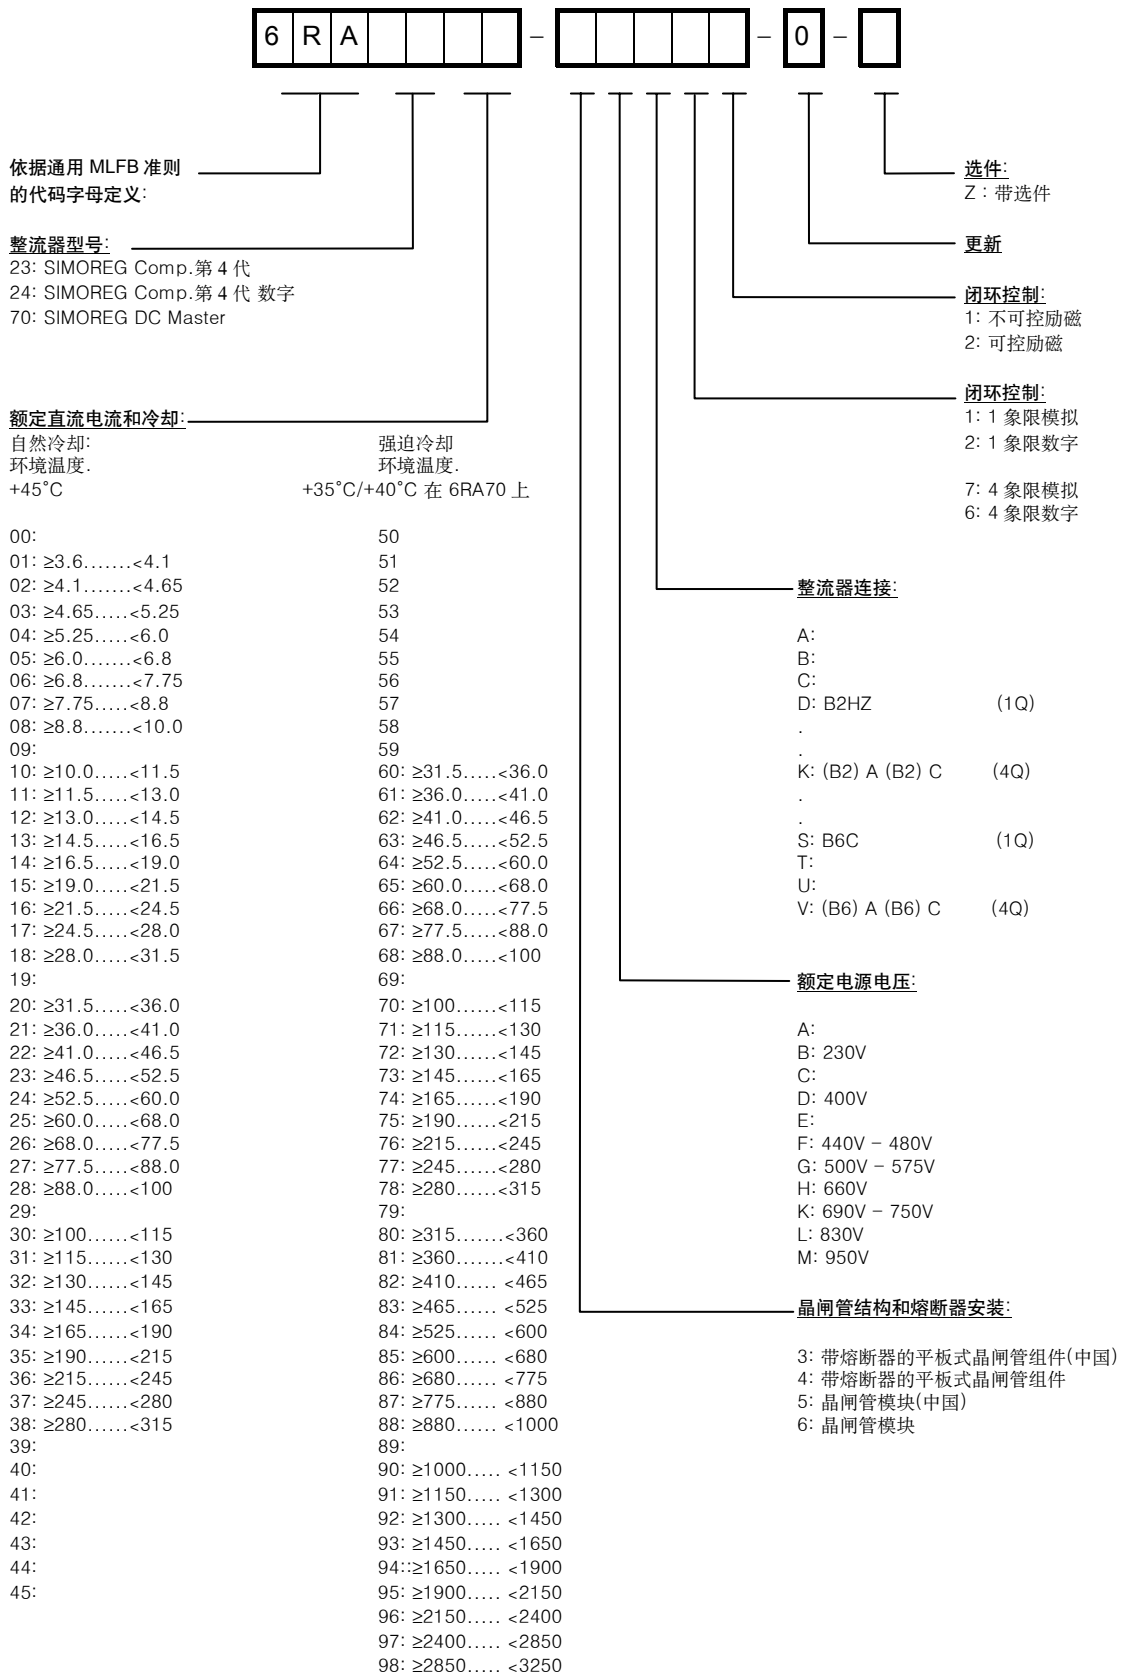 6 R A – – 0 –
依据通用 MLFB 准则
的代码字母定义:
整流器型号:
23: SIMOREG Comp.第 4 代
24: SIMOREG Comp.第 4 代 数字
70: SIMOREG DC Master
额定直流电流和冷却:
自然冷却:
环境温度.
+45°C
00:
01: ≥3.6.......<4.1
02: ≥4.1.......<4.65
03: ≥4.65.....<5.25
04: ≥5.25.....<6.0
05: ≥6.0.......<6.8
06: ≥6.8.......<7.75
07: ≥7.75.....<8.8
08: ≥8.8.......<10.0
09:
10: ≥10.0.....<11.5
11: ≥11.5.....<13.0
12: ≥13.0.....<14.5
13: ≥14.5.....<16.5
14: ≥16.5.....<19.0
15: ≥19.0.....<21.5
16: ≥21.5.....<24.5
17: ≥24.5.....<28.0
18: ≥28.0.....<31.5
19:
20: ≥31.5.....<36.0
21: ≥36.0.....<41.0
22: ≥41.0.....<46.5
23: ≥46.5.....<52.5
24: ≥52.5.....<60.0
25: ≥60.0.....<68.0
26: ≥68.0.....<77.5
27: ≥77.5.....<88.0
28: ≥88.0.....<100
29:
30: ≥100......<115
31: ≥115......<130
32: ≥130......<145
33: ≥145......<165
34: ≥165......<190
35: ≥190......<215
36: ≥215......<245
37: ≥245......<280
38: ≥280......<315
39:
40:
41:
42:
43:
44:
45:
强迫冷却
环境温度.
+35°C/+40°C 在 6RA70 上
50
51
52
53
54
55
56
57
58
59
60: ≥31.5.....<36.0
61: ≥36.0.....<41.0
62: ≥41.0.....<46.5
63: ≥46.5.....<52.5
64: ≥52.5.....<60.0
65: ≥60.0.....<68.0
66: ≥68.0.....<77.5
67: ≥77.5.....<88.0
68: ≥88.0.....<100
69:
70: ≥100......<115
71: ≥115......<130
72: ≥130......<145
73: ≥145......<165
74: ≥165......<190
75: ≥190......<215
76: ≥215......<245
77: ≥245......<280
78: ≥280......<315
79:
80: ≥315.......<360
81: ≥360.......<410
82: ≥410...... <465
83: ≥465...... <525
84: ≥525...... <600
85: ≥600...... <680
86: ≥680...... <775
87: ≥775...... <880
88: ≥880...... <1000
89:
90: ≥1000..... <1150
91: ≥1150..... <1300
92: ≥1300..... <1450
93: ≥1450..... <1650
94::≥1650..... <1900
95: ≥1900..... <2150
96: ≥2150..... <2400
97: ≥2400..... <2850
98: ≥2850..... <3250
选件:
Z : 带选件
更新
闭环控制:
1: 不可控励磁
2: 可控励磁
闭环控制:
1: 1 象限模拟
2: 1 象限数字
7: 4 象限模拟
6: 4 象限数字
整流器连接:
A:
B:
C:
D: B2HZ (1Q)
.
.
K: (B2) A (B2) C (4Q)
.
.
S: B6C (1Q)
T:
U:
V: (B6) A (B6) C (4Q)
额定电源电压:
A:
B: 230V
C:
D: 400V
E:
F: 440V – 480V
G: 500V – 575V
H: 660V
K: 690V – 750V
L: 830V
M: 950V
晶闸管结构和熔断器安装:
3: 带熔断器的平板式晶闸管组件(中国)
4: 带熔断器的平板式晶闸管组件
5: 晶闸管模块(中国)
6: 晶闸管模块